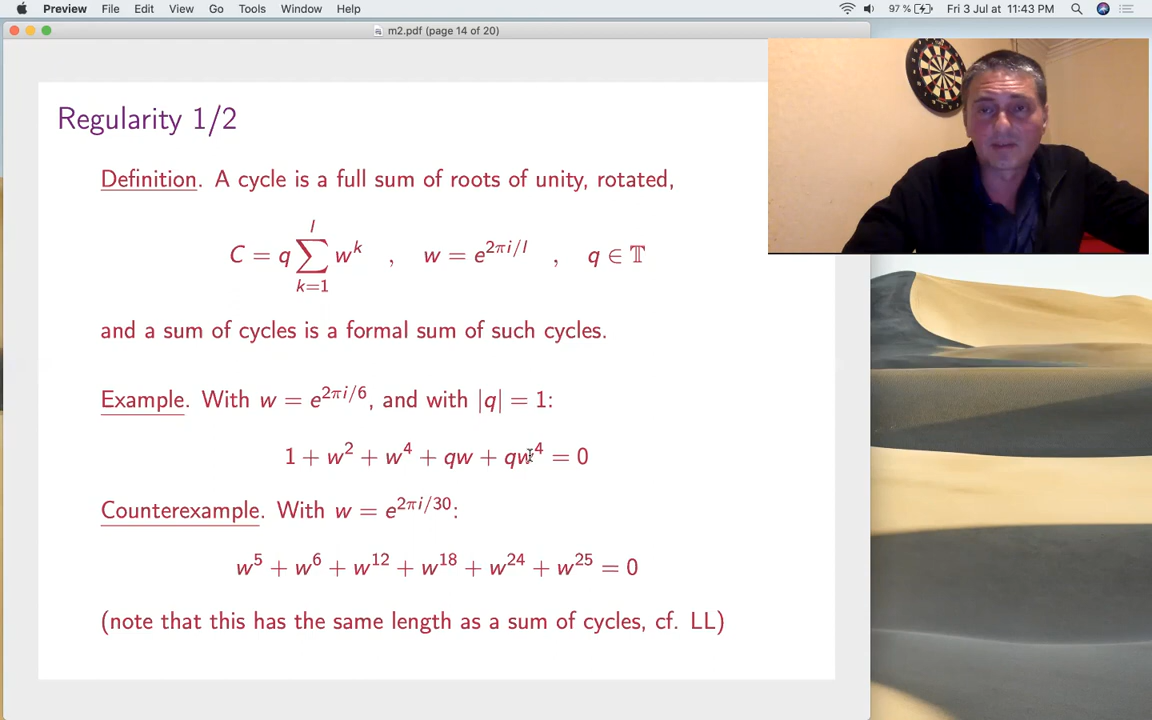 Preview File Edit View Go Tools Window Help 97 % Fri 3 Jul at 11:43 PM
m2.pdf (page 14 of 20)
Regularity 1/2
Definition. A cycle is a full sum of roots of unity, rotated,
C = q ∑_{k=1}^{l} w^k , w = e^{2πi/l} , q ∈ 𝕋
and a sum of cycles is a formal sum of such cycles.
Example. With w = e^{2πi/6}, and with |q| = 1:
1 + w^2 + w^4 + qw + qw^4 = 0
Counterexample. With w = e^{2πi/30}:
w^5 + w^6 + w^{12} + w^{18} + w^{24} + w^{25} = 0
(note that this has the same length as a sum of cycles, cf. LL)